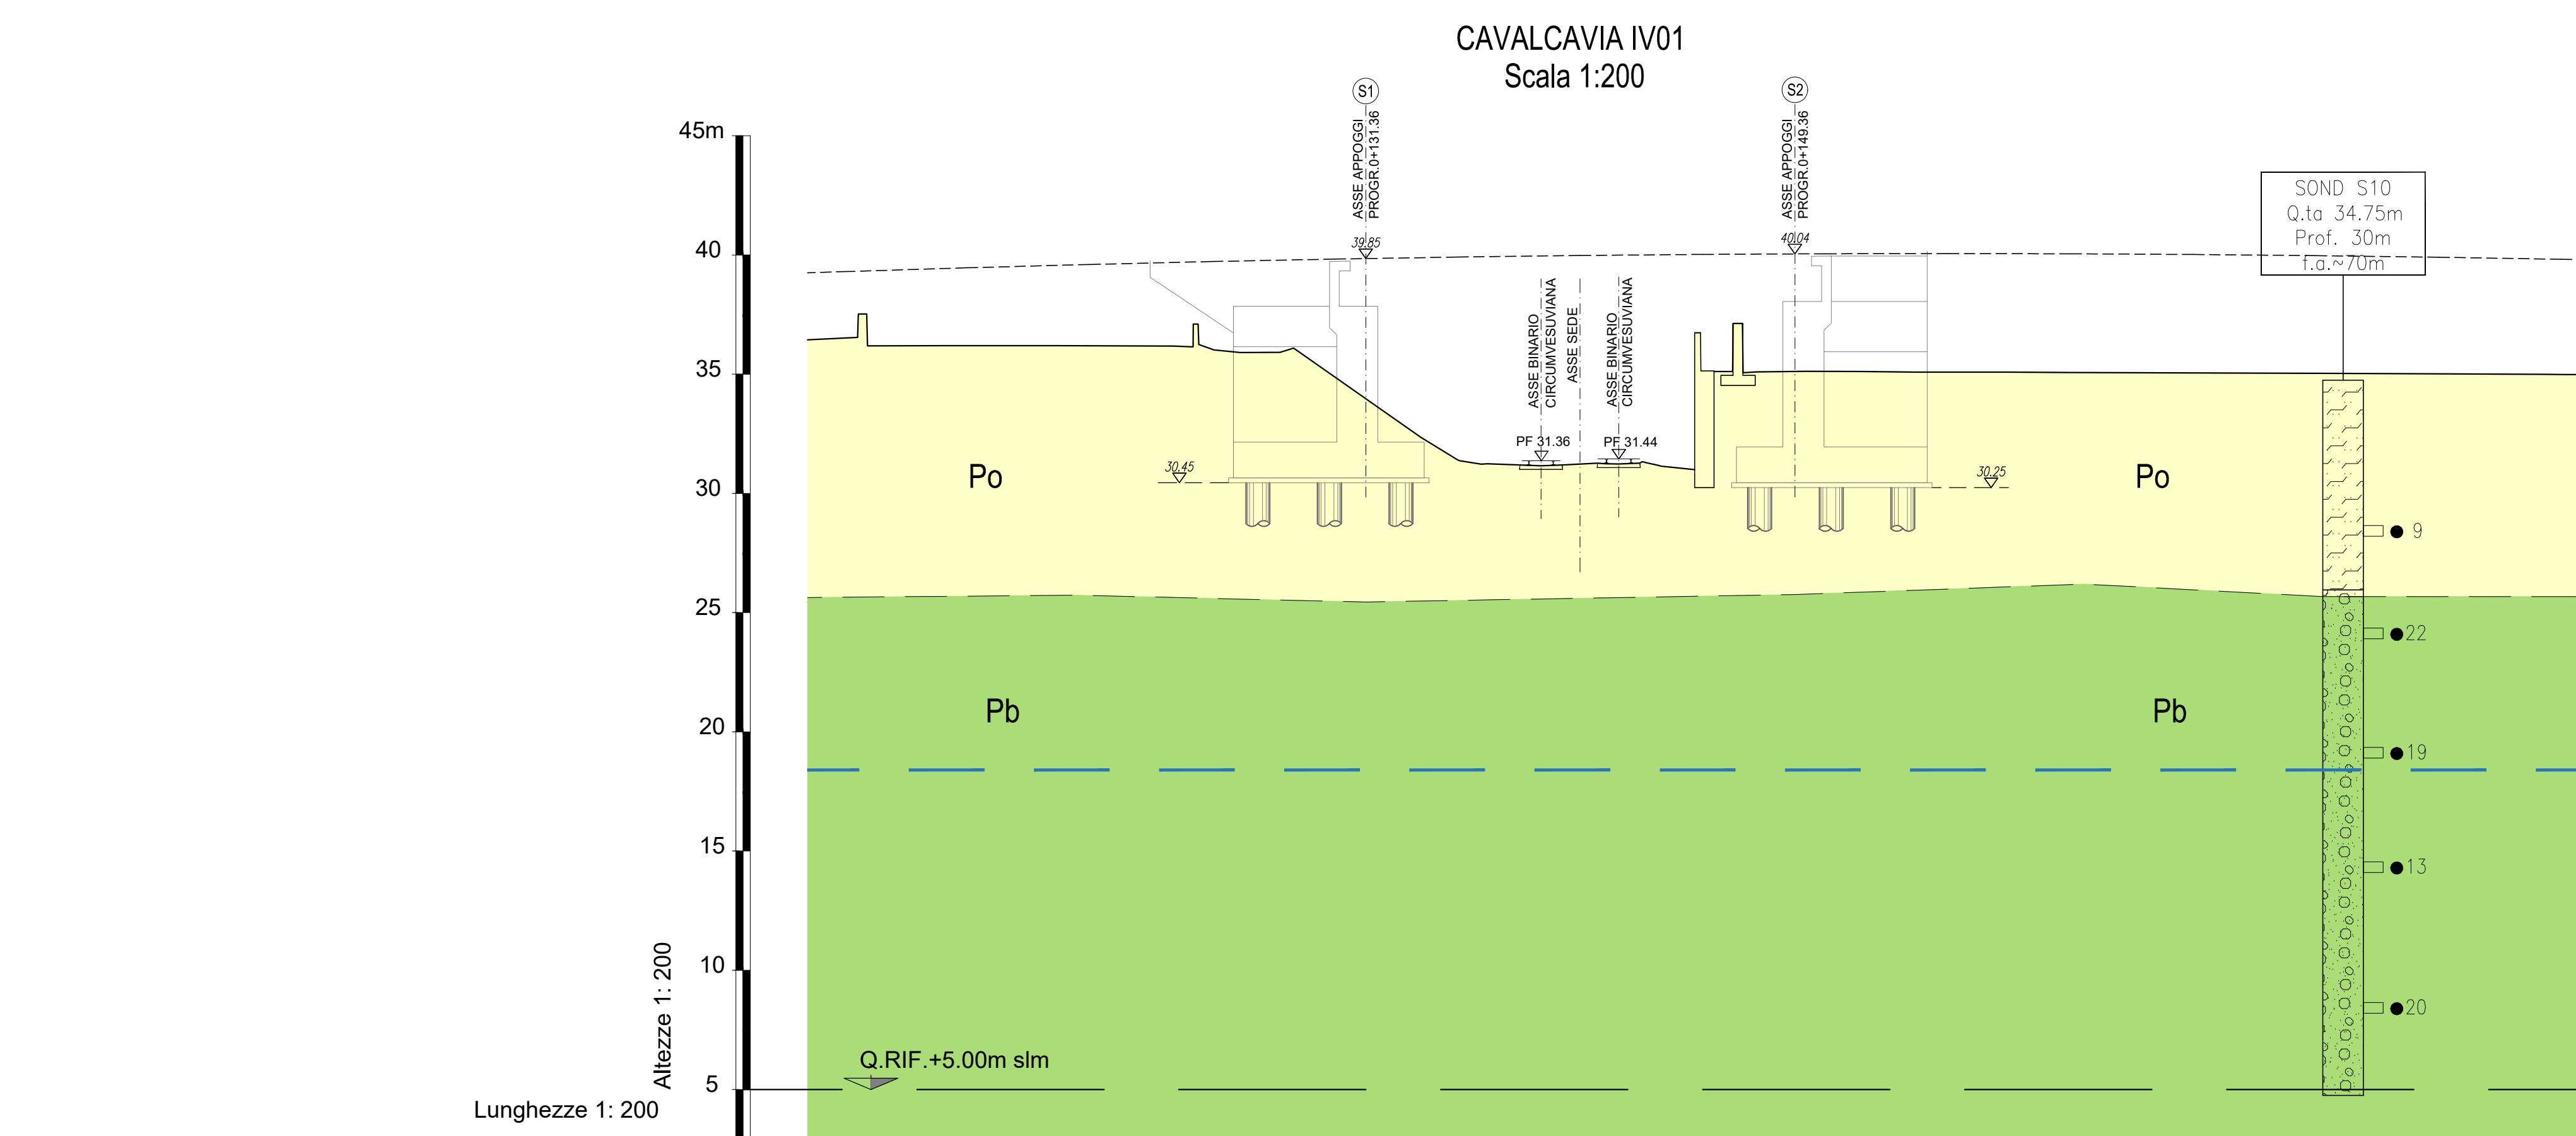 CAVALCAVIA IV01
Scala 1:200
S1
S2
ASSE APPOGGI
PROGR.0+131.36
ASSE APPOGGI
PROGR.0+149.36
45m
SOND S10
Q.ta 34.75m
Prof. 30m
f.a.~70m
39.85
40.04
40
ASSE BINARIO
CIRCUMVESUVIANA
ASSE SEDE
ASSE BINARIO
CIRCUMVESUVIANA
35
PF 31.36
PF 31.44
30.45
30.25
Po
Po
30
9
25
22
Pb
Pb
20
19
15
13
10
20
Altezze 1: 200
Q.RIF.+5.00m slm
5
Lunghezze 1: 200